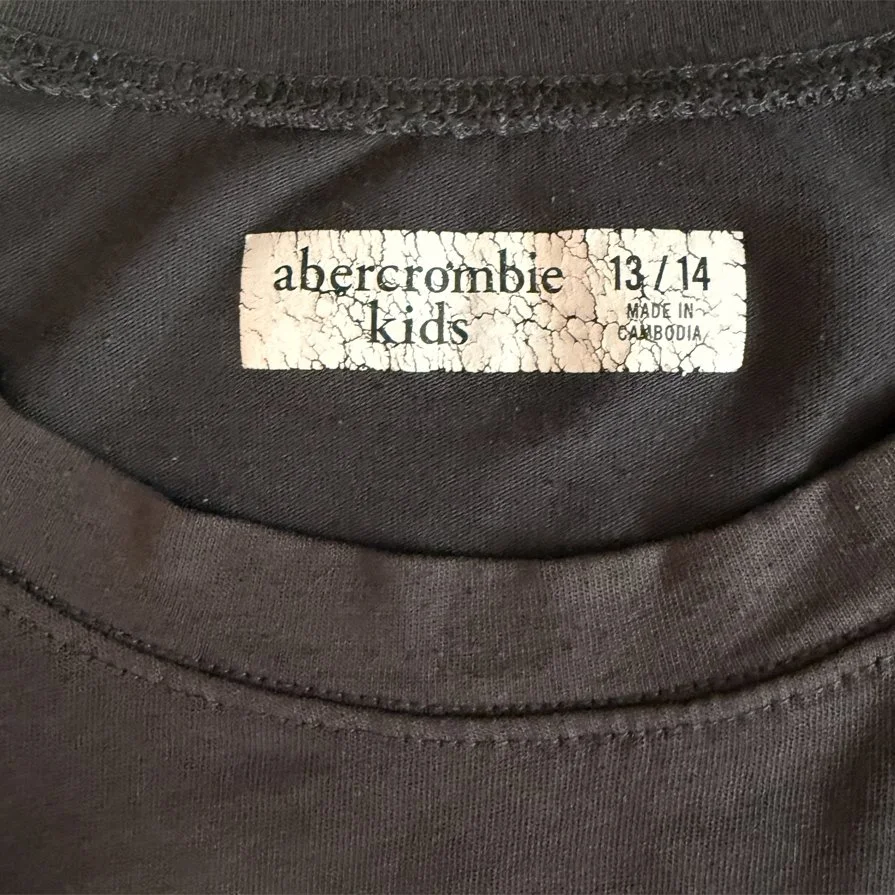 abercrombie
kids
13/14
MADE IN
CAMBODIA